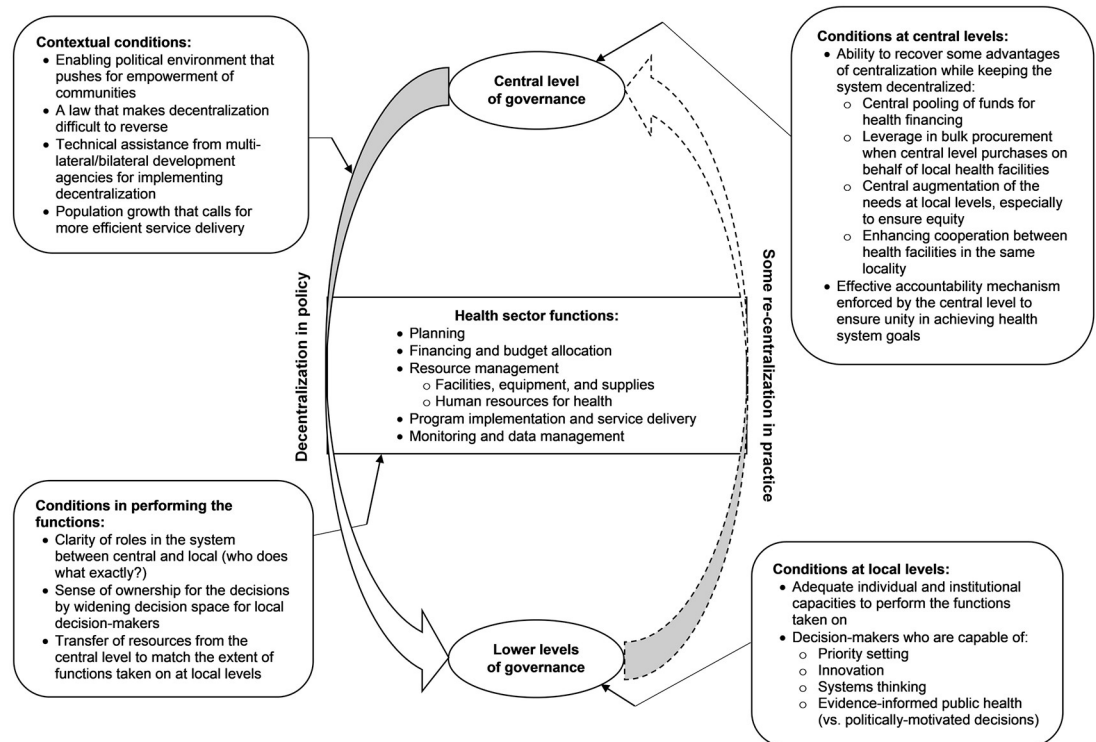 Contextual conditions:
• Enabling political environment that
pushes for empowerment of
communities
• A law that makes decentralization
difficult to reverse
• Technical assistance from multi-
lateral/bilateral development
agencies for implementing
decentralization
• Population growth that calls for
more efficient service delivery
Central level
of governance
Conditions at central levels:
• Ability to recover some advantages
of centralization while keeping the
system decentralized:
o Central pooling of funds for
health financing
o Leverage in bulk procurement
when central level purchases on
behalf of local health facilities
o Central augmentation of the
needs at local levels, especially
to ensure equity
o Enhancing cooperation between
health facilities in the same
locality
• Effective accountability mechanism
enforced by the central level to
ensure unity in achieving health
system goals
Decentralization in policy
Health sector functions:
• Planning
• Financing and budget allocation
• Resource management
o Facilities, equipment, and supplies
o Human resources for health
• Program implementation and service delivery
• Monitoring and data management
Some re-centralization in practice
Conditions in performing the
functions:
• Clarity of roles in the system
between central and local (who does
what exactly?)
• Sense of ownership for the decisions
by widening decision space for local
decision-makers
• Transfer of resources from the
central level to match the extent of
functions taken on at local levels
Lower levels
of governance
Conditions at local levels:
• Adequate individual and institutional
capacities to perform the functions
taken on
• Decision-makers who are capable of:
o Priority setting
o Innovation
o Systems thinking
o Evidence-informed public health
(vs. politically-motivated decisions)